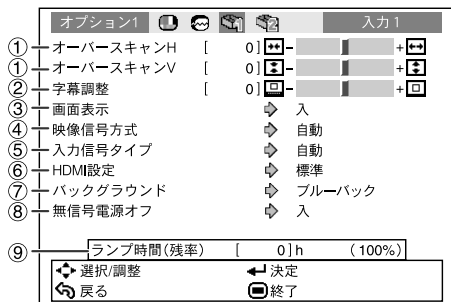 オプション1 入力1
① オーバースキャンH [ 0] - +
① オーバースキャンV [ 0] - +
② 字幕調整 [ 0] - +
③ 画面表示 入
④ 映像信号方式 自動
⑤ 入力信号タイプ 自動
⑥ HDMI設定 標準
⑦ バックグラウンド ブルーバック
⑧ 無信号電源オフ 入
⑨ ランプ時間(残率) [ 0]h (100%)
選択/調整 決定
戻る 終了